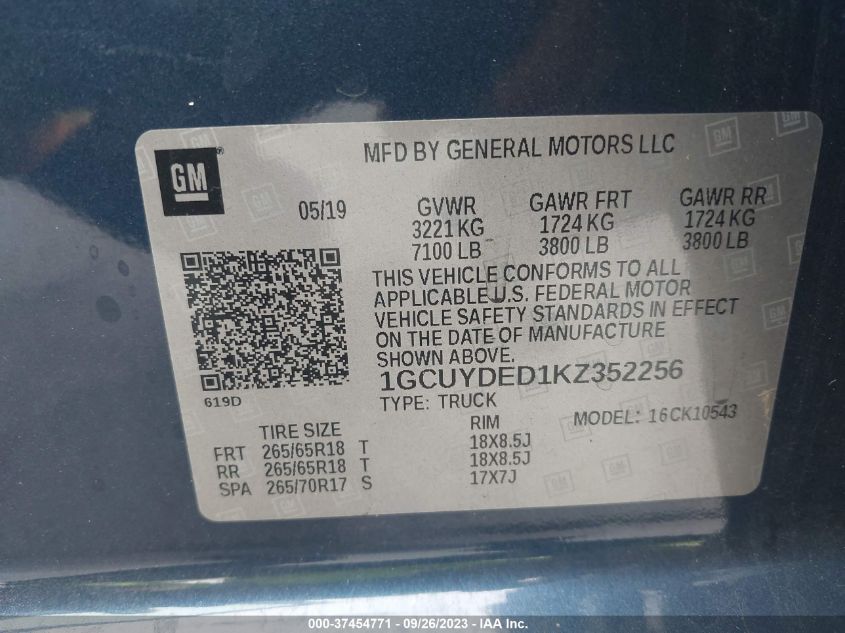 GM
MFD BY GENERAL MOTORS LLC
05/19
GVWR
3221 KG
7100 LB
GAWR FRT
1724 KG
3800 LB
GAWR RR
1724 KG
3800 LB
THIS VEHICLE CONFORMS TO ALL
APPLICABLE U.S. FEDERAL MOTOR
VEHICLE SAFETY STANDARDS IN EFFECT
ON THE DATE OF MANUFACTURE
SHOWN ABOVE.
1GCUYDED1KZ352256
619D
TYPE: TRUCK
MODEL: 16CK10543
TIRE SIZE
RIM
FRT 265/65R18 T 18X8.5J
RR 265/65R18 T 18X8.5J
SPA 265/70R17 S 17X7J
000-37454771 - 09/26/2023 - © IAA, Inc.